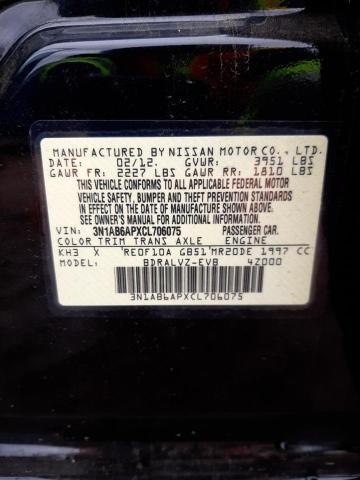 MANUFACTURED BY NISSAN MOTOR CO., LTD.
DATE: 02/12. GVWR: 3951 LBS
GAWR FR: 2227 LBS GAWR RR: 1810 LBS
THIS VEHICLE CONFORMS TO ALL APPLICABLE FEDERAL MOTOR
VEHICLE SAFETY, BUMPER, AND THEFT PREVENTION STANDARDS
IN EFFECT ON THE DATE OF MANUFACTURE SHOWN ABOVE.
SEE OWNER'S MANUAL FOR ADDITIONAL INFORMATION.
VIN: 3N1AB6APXCL706075 PASSENGER CAR.
COLOR TRIM TRANS AXLE ENGINE
KH3 X RE0F10A GB51 MR20DE 1997 CC
MODEL: BDRALVZ-EVB 4Z000
3N1AB6APXCL706075